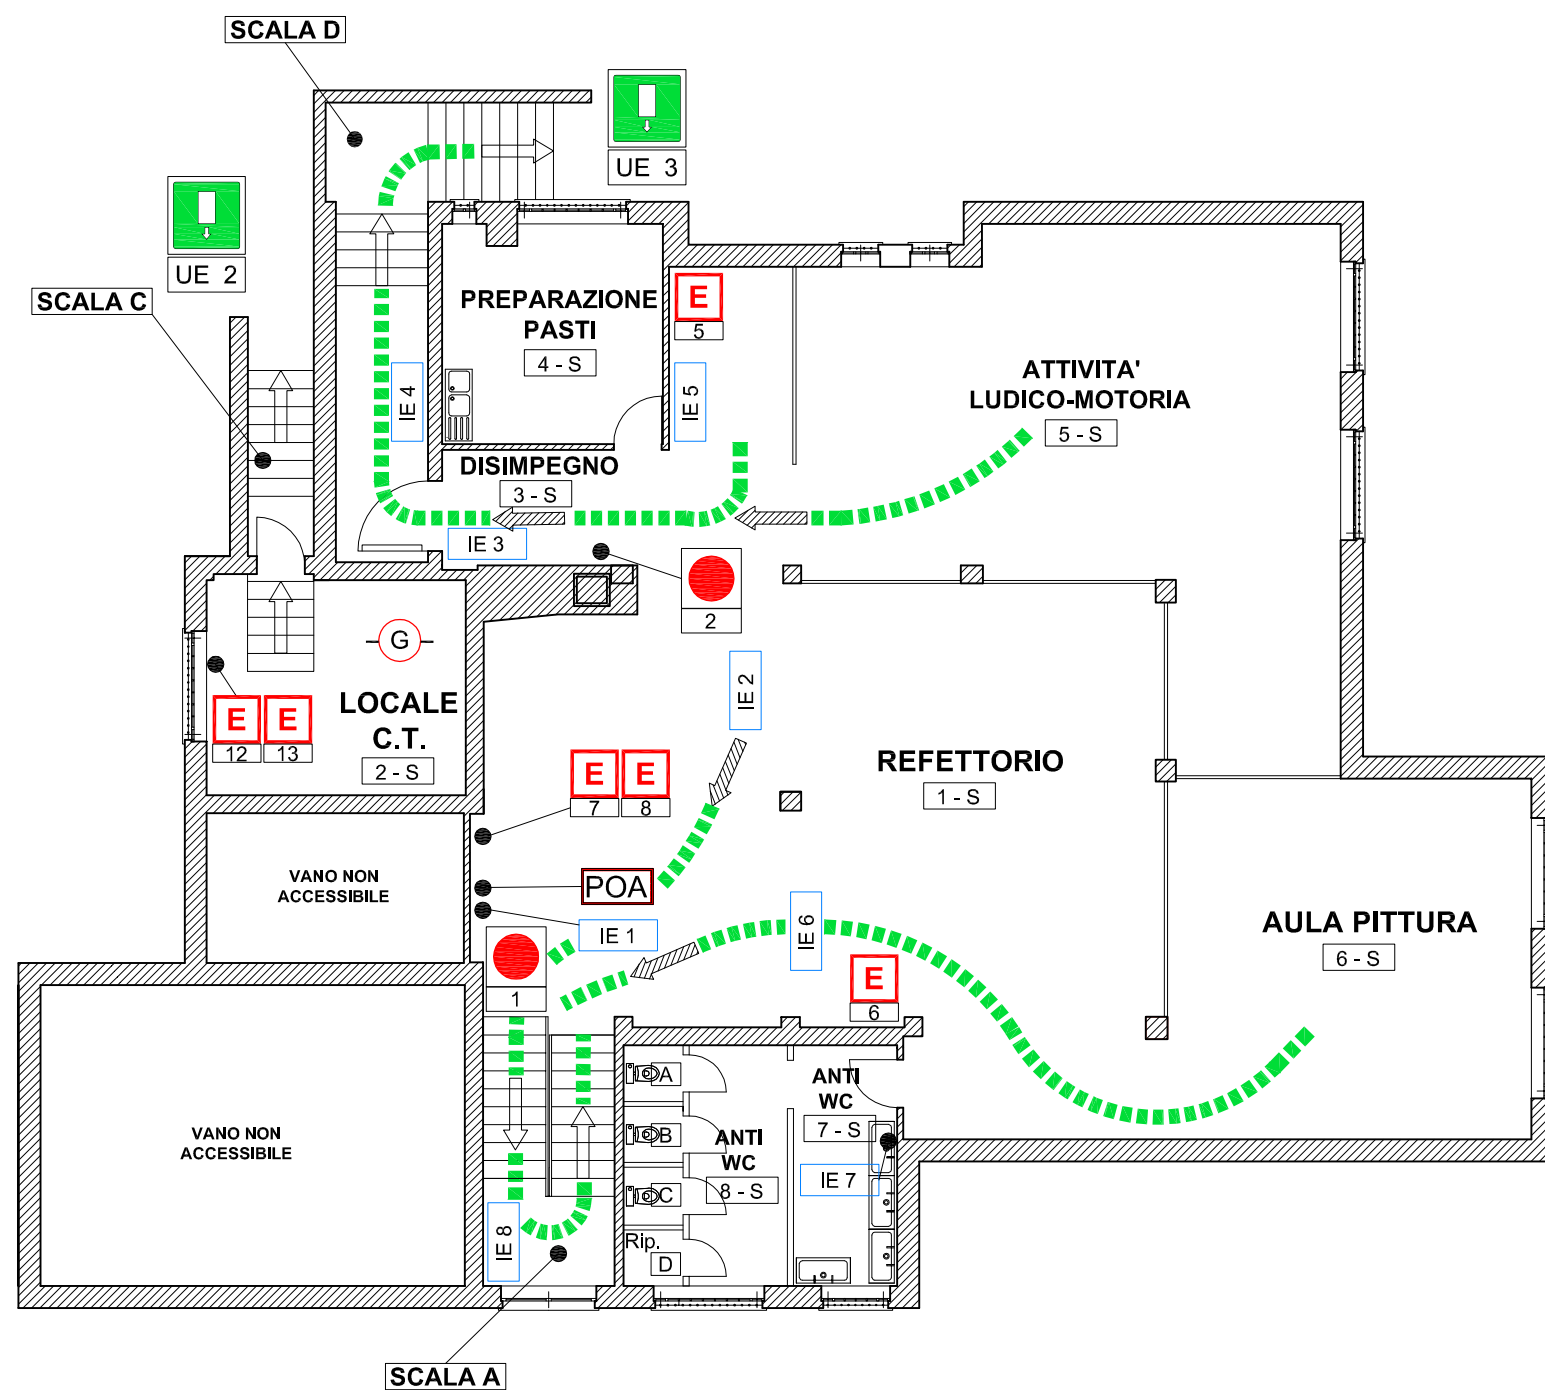 SCALA D
UE 3
UE 2
SCALA C
PREPARAZIONE
PASTI
4 - S
E
5
IE 4
IE 5
ATTIVITA'
LUDICO-MOTORIA
5 - S
DISIMPEGNO
3 - S
IE 3
2
G
LOCALE
C.T.
2 - S
E
12
E
13
IE 2
E
7
E
8
REFETTORIO
1 - S
VANO NON
ACCESSIBILE
POA
IE 1
IE 6
AULA PITTURA
6 - S
1
E
6
VANO NON
ACCESSIBILE
A
B
C
Rip.
D
ANTI
WC
7 - S
ANTI
WC
8 - S
IE 7
IE 8
SCALA A